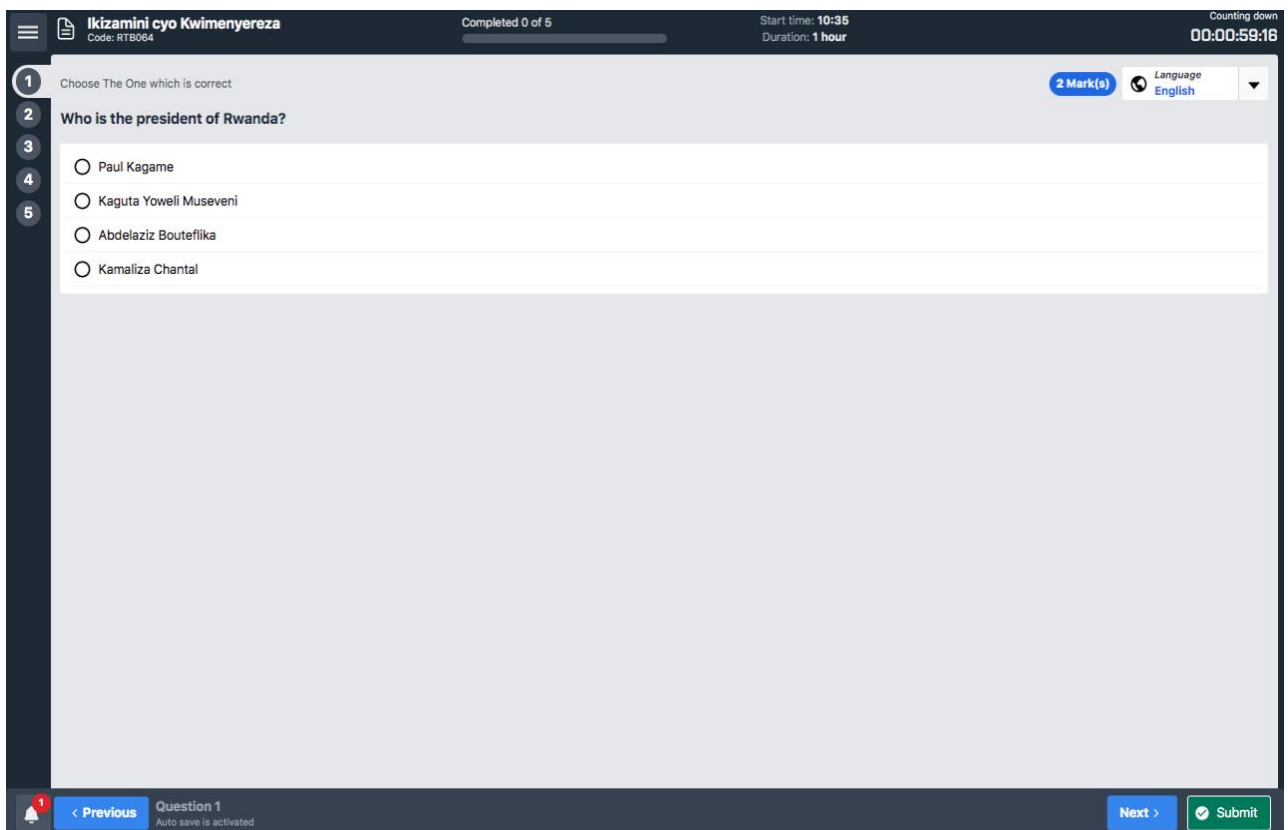 Ikizamini cyo Kwimenyereza
Code: RTB064
Completed 0 of 5
Start time: 10:35
Duration: 1 hour
Counting down
00:00:59:16
1
2
3
4
5
Choose The One which is correct
2 Mark(s)
Language
English
Who is the president of Rwanda?
Paul Kagame
Kaguta Yoweli Museveni
Abdelaziz Bouteflika
Kamaliza Chantal
1
< Previous
Question 1
Auto save is activated
Next >
Submit